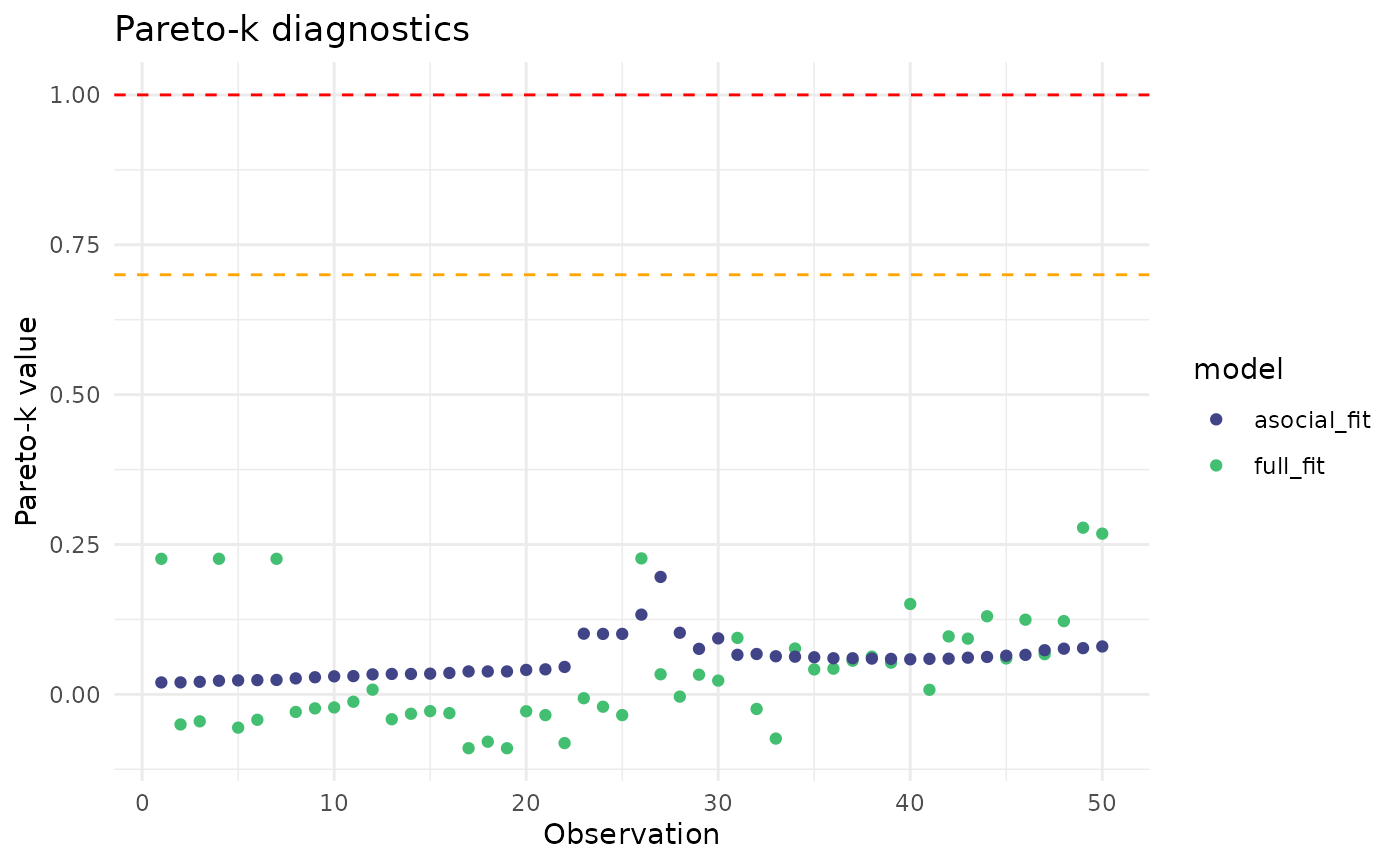 Pareto-k diagnostics
Pareto-k value
1.00
0.75
0.50
0.25
0.00
0 10 20 30 40 50
Observation
model
asocial_fit
full_fit